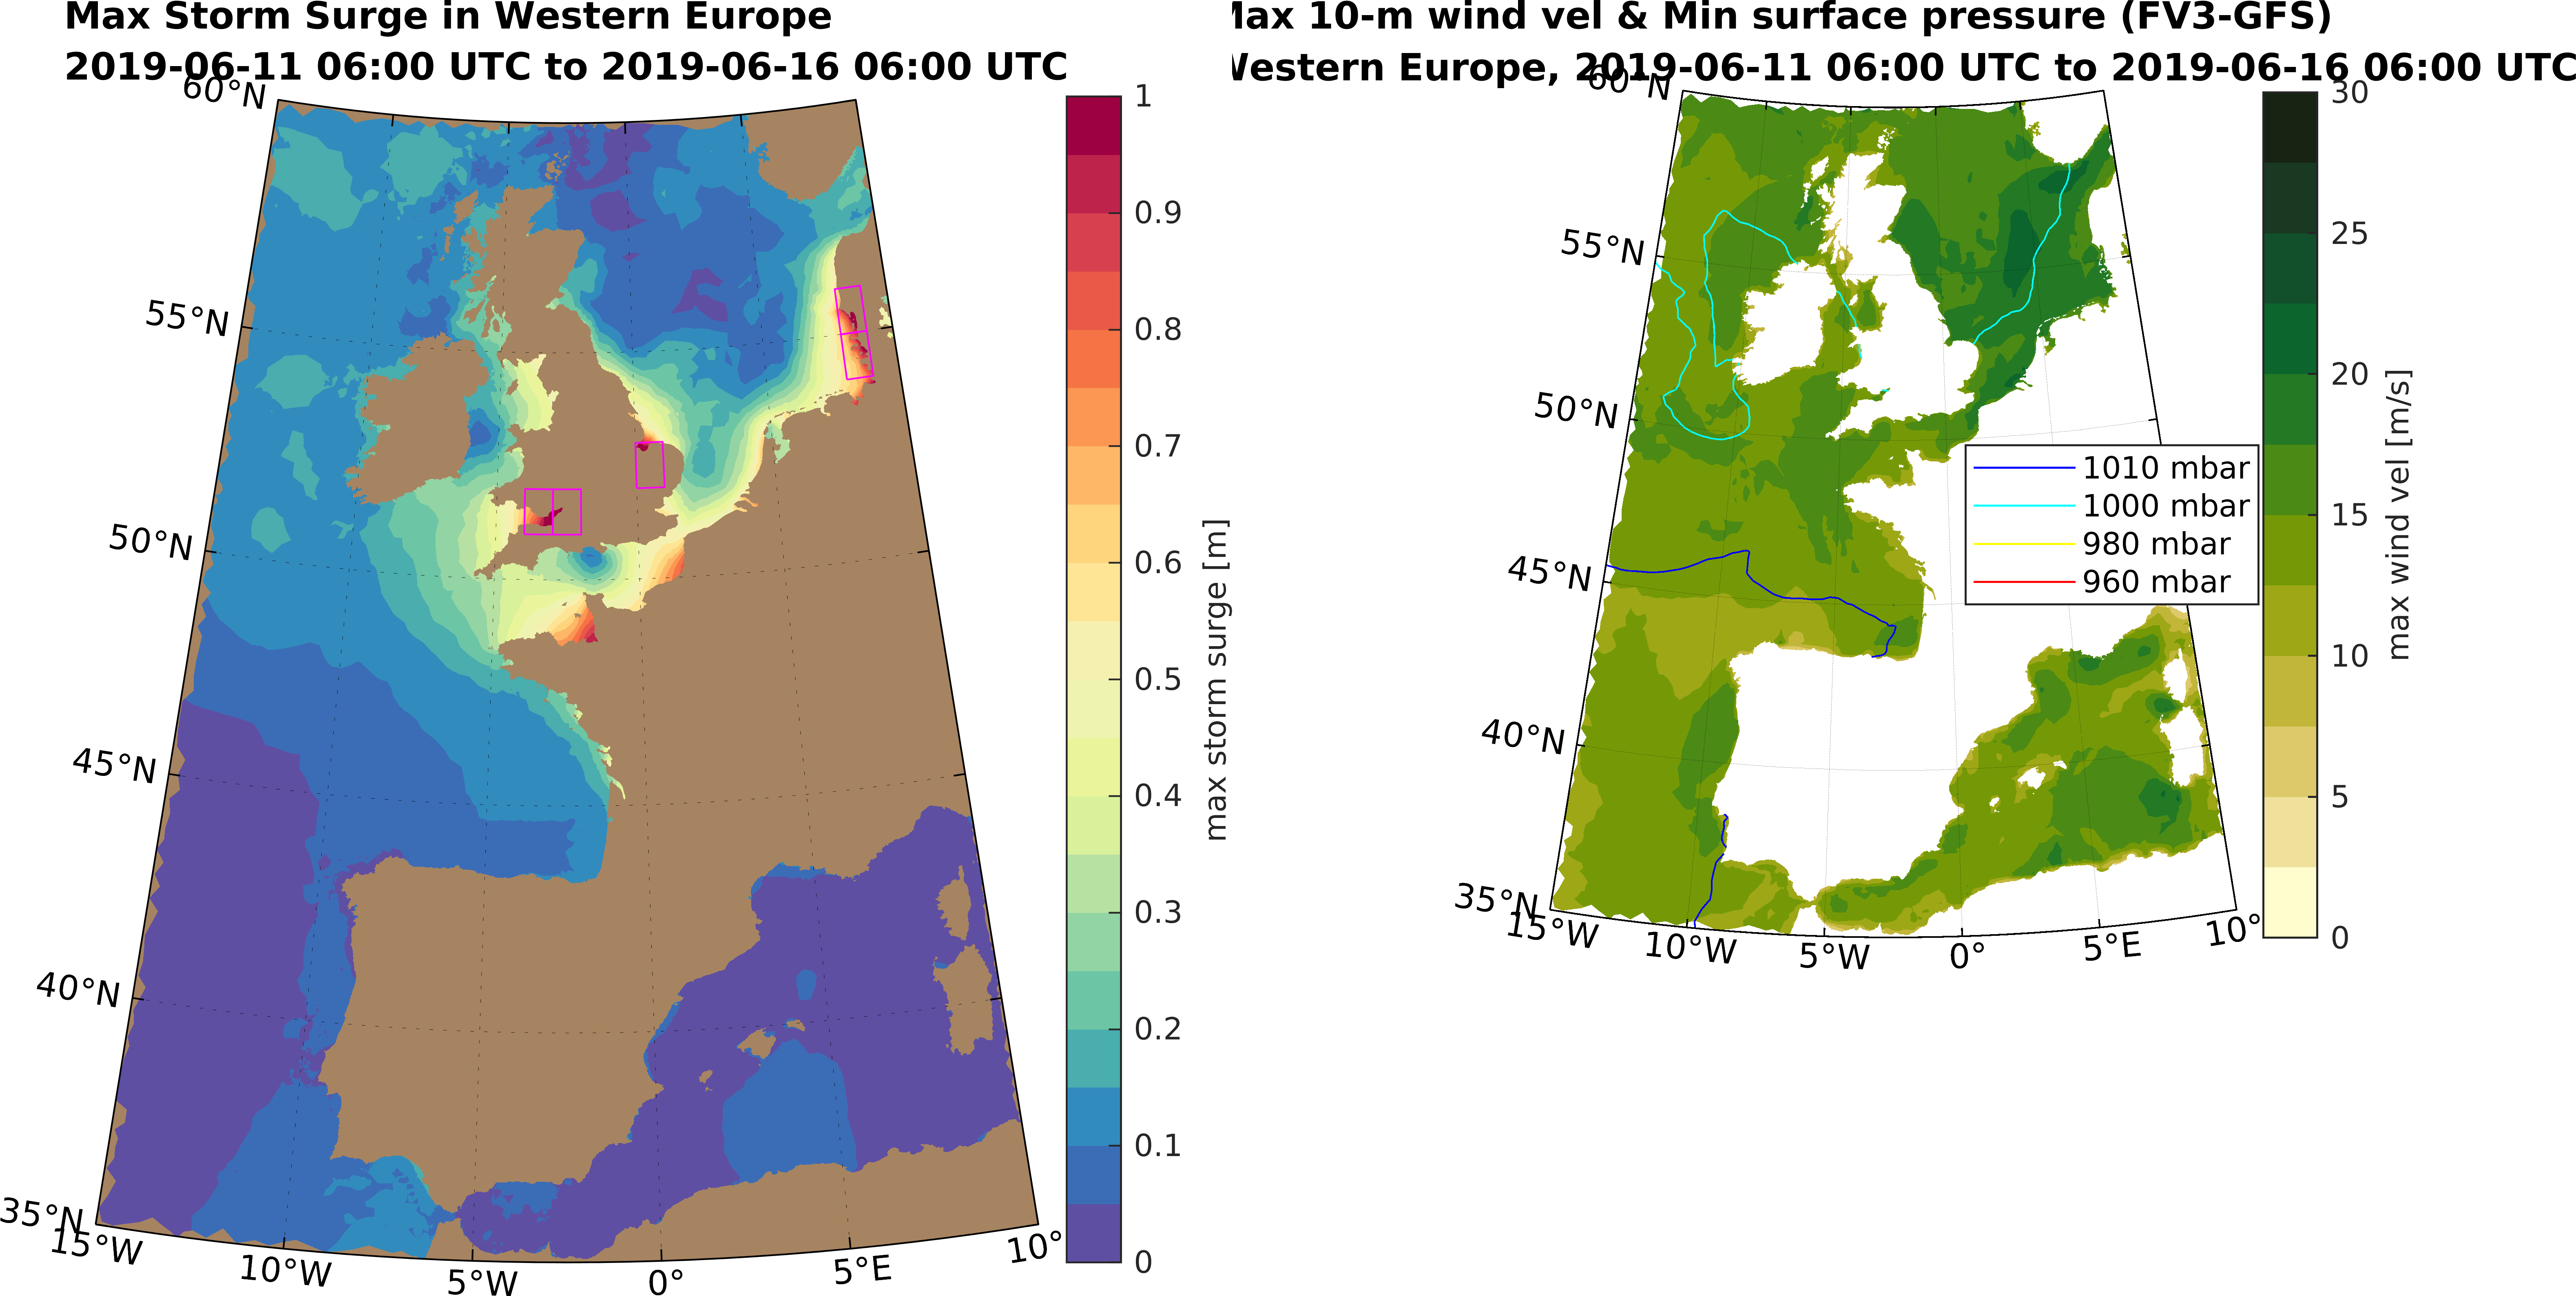 Max Storm Surge in Western Europe
2019-06-11 06:00 UTC to 2019-06-16 06:00 UTC
60°N
55°N
50°N
45°N
40°N
35°N
15°W
10°W
5°W
0°
5°E
10°
1
0.9
0.8
0.7
0.6
0.5
0.4
0.3
0.2
0.1
0
max storm surge [m]
Max 10-m wind vel & Min surface pressure (FV3-GFS)
Western Europe, 2019-06-11 06:00 UTC to 2019-06-16 06:00 UTC
60°N
55°N
50°N
45°N
40°N
35°N
15°W
10°W
5°W
0°
5°E
10°
1010 mbar
1000 mbar
980 mbar
960 mbar
30
25
20
15
10
5
0
max wind vel [m/s]